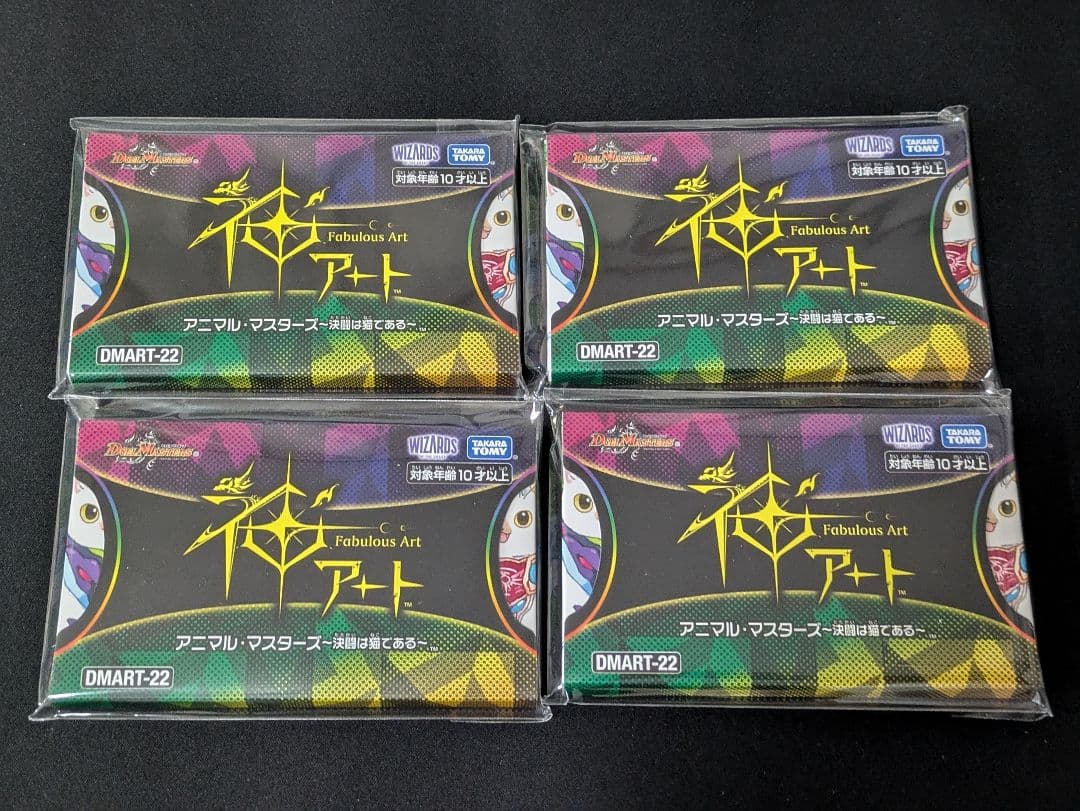 DUEL MASTERS
WIZARDS
TAKARA TOMY
対象年齢10才以上
神アート
Fabulous Art
アニマル・マスターズ～決闘は猫である～™
DMART-22
DUEL MASTERS
WIZARDS
TAKARA TOMY
対象年齢10才以上
神アート
Fabulous Art
アニマル・マスターズ～決闘は猫である～™
DMART-22
DUEL MASTERS
WIZARDS
TAKARA TOMY
対象年齢10才以上
神アート™
Fabulous Art
アニマル・マスターズ～決闘は猫である～™
DMART-22
DUEL MASTERS
WIZARDS
TAKARA TOMY
対象年齢10才以上
神アート™
Fabulous Art
アニマル・マスターズ～決闘は猫である～™
DMART-22